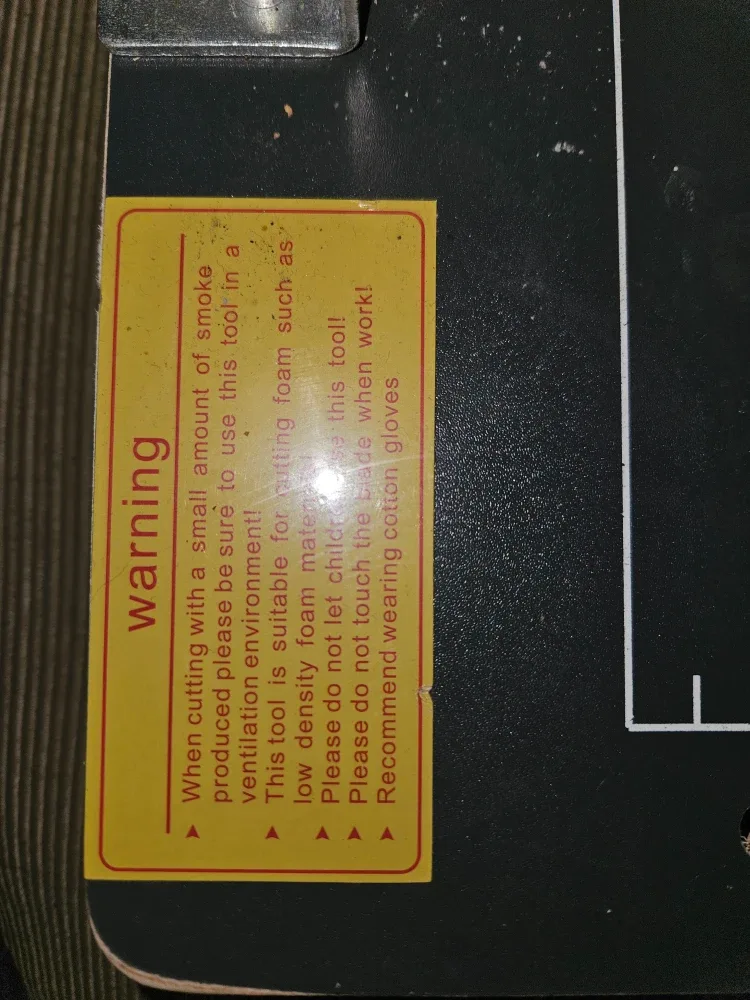 warning
When cutting with a small amount of smoke
produced please be sure to use this tool in a
ventilation environment!
This tool is suitable for cutting foam such as
low density foam
Please do not let this tool!
Please do not touch the blade when work!
Recommend wearing cotton gloves